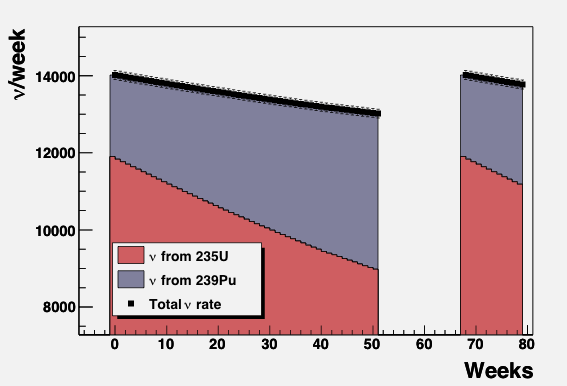 ν/week
14000
12000
10000
8000
ν from 235U
ν from 239Pu
Total ν rate
0 10 20 30 40 50 60 70 80
Weeks